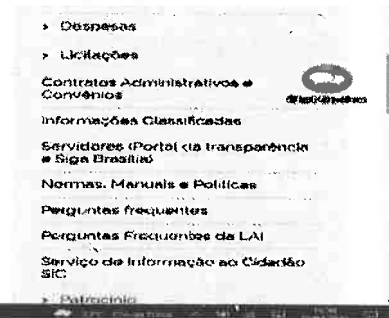 > Despesas
> Licitações
Contratos Administrativos e
Convênios
Informações Classificadas
Servidores (Portal da transparência
e Siga Brasília)
Normas, Manuais e Políticas
Perguntas frequentes
Perguntas Frequentes da LAI
Serviço de Informação ao Cidadão
SIC
> Patrocínio